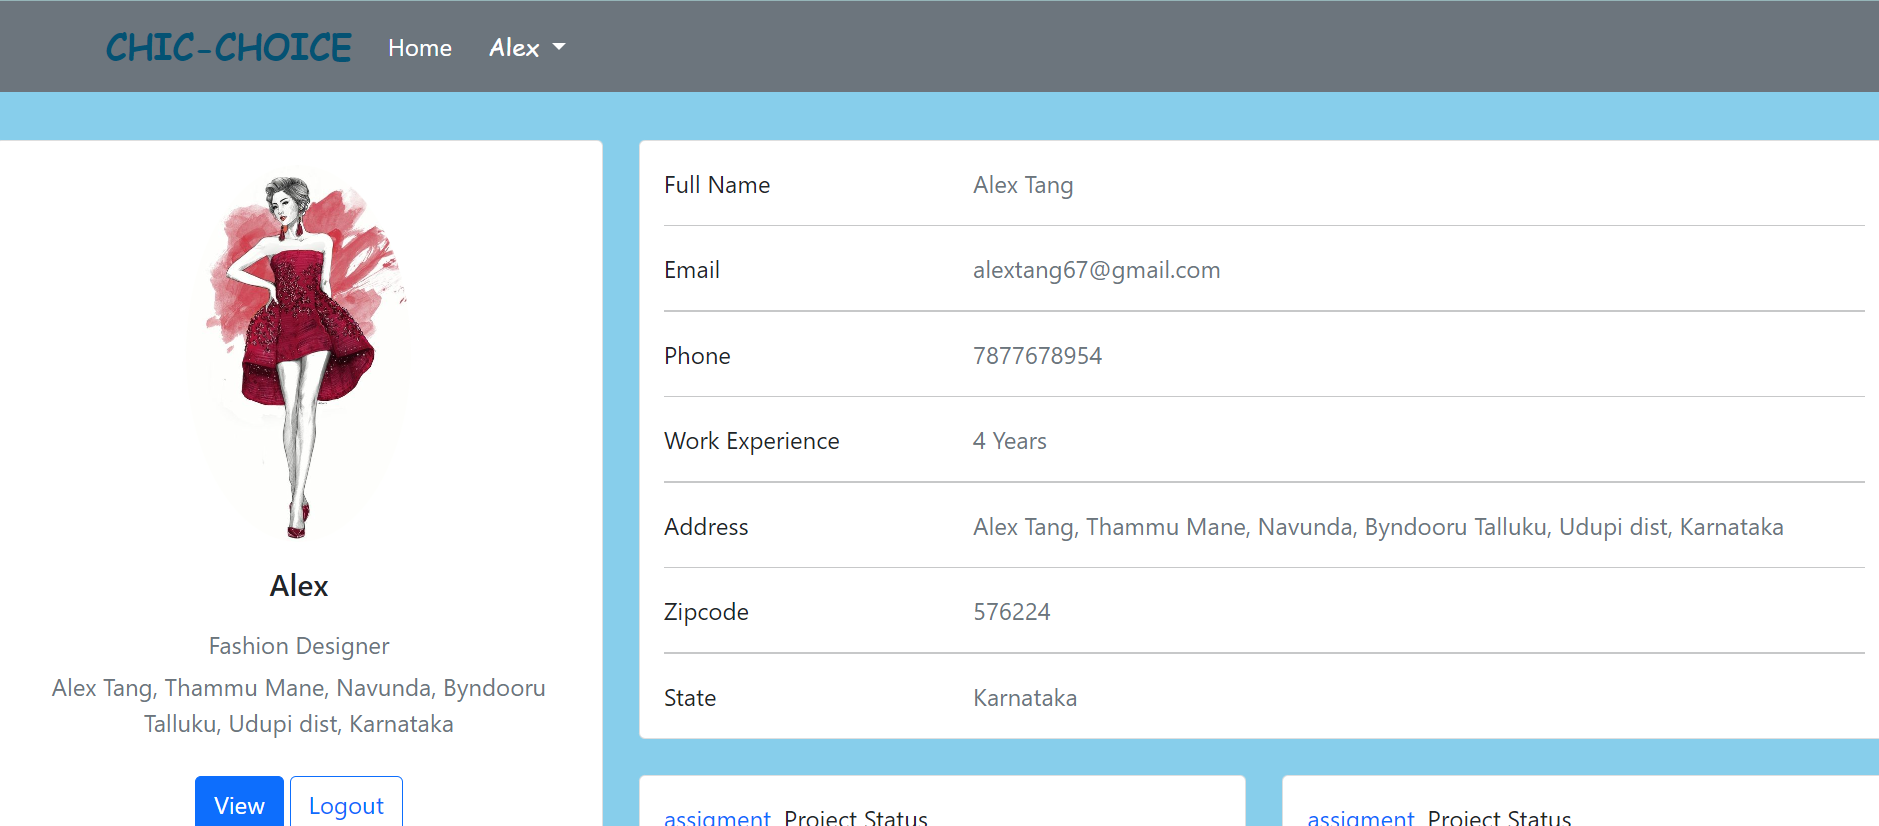 CHIC-CHOICE Home Alex
Alex
Fashion Designer
Alex Tang, Thammu Mane, Navunda, Byndooru
Talluku, Udupi dist, Karnataka
View Logout
Full Name Alex Tang
Email alextang67@gmail.com
Phone 7877678954
Work Experience 4 Years
Address Alex Tang, Thammu Mane, Navunda, Byndooru Talluku, Udupi dist, Karnataka
Zipcode 576224
State Karnataka
assigment Project Status
assigment Project Status